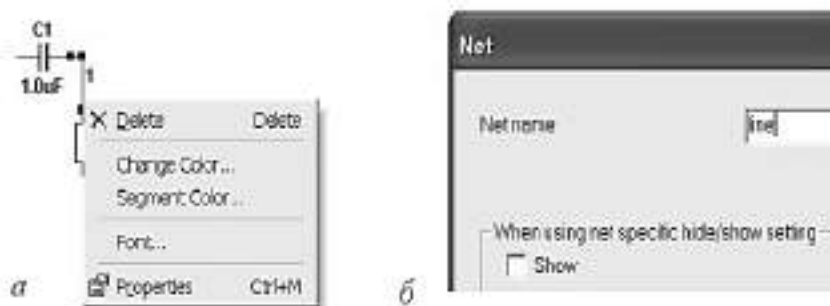 C1
1.0uF
1
Delete Delete
Change Color...
Segment Color...
Font...
Properties Ctrl+M
а
Net
Net name line
When using net specific hide/show setting
Show
б